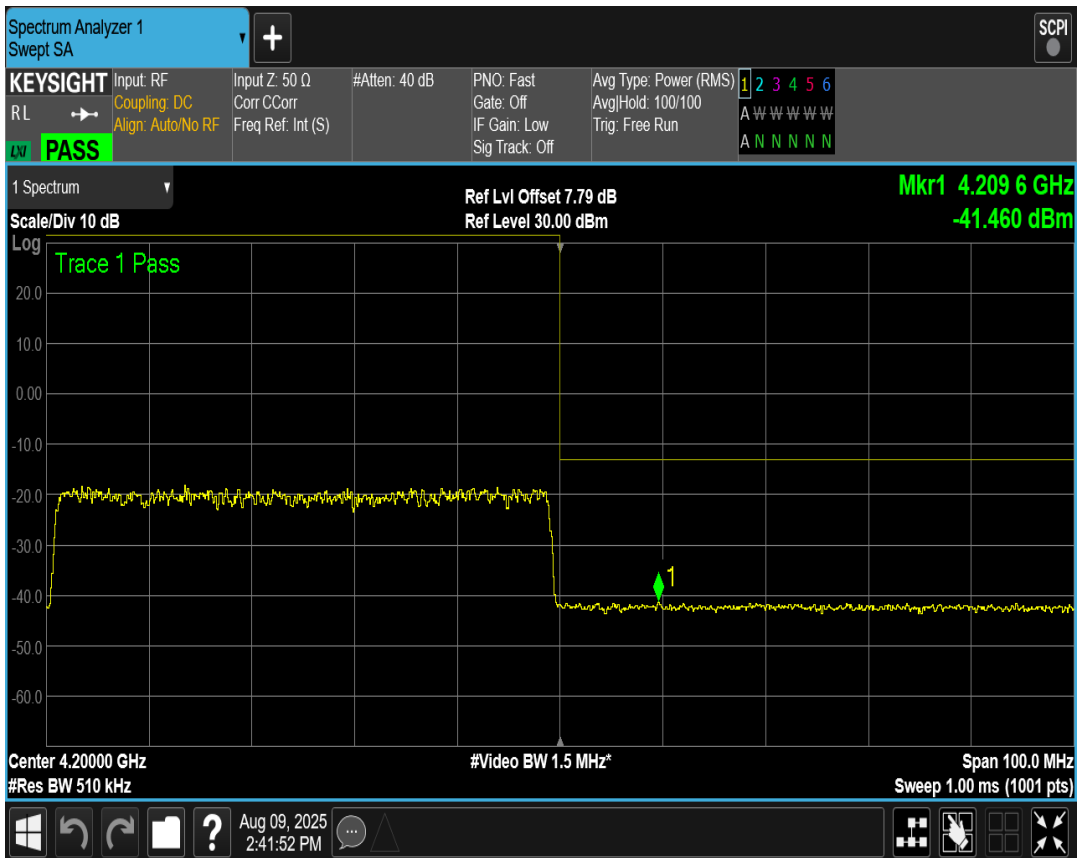 Spectrum Analyzer 1
Swept SA
+
SCPI
KEYSIGHT
RL
LXI PASS
Input: RF
Coupling: DC
Align: Auto/No RF
Input Z: 50 Ω
Corr CCorr
Freq Ref: Int (S)
#Atten: 40 dB
PNO: Fast
Gate: Off
IF Gain: Low
Sig Track: Off
Avg Type: Power (RMS)
Avg|Hold: 100/100
Trig: Free Run
1 2 3 4 5 6
A W W W W W
A N N N N N
1 Spectrum
Scale/Div 10 dB
Ref Lvl Offset 7.79 dB
Ref Level 30.00 dBm
Mkr1 4.209 6 GHz
-41.460 dBm
Log
Trace 1 Pass
20.0
10.0
0.00
-10.0
-20.0
-30.0
-40.0
-50.0
-60.0
1
Center 4.20000 GHz
#Res BW 510 kHz
#Video BW 1.5 MHz*
Span 100.0 MHz
Sweep 1.00 ms (1001 pts)
?
Aug 09, 2025
2:41:52 PM